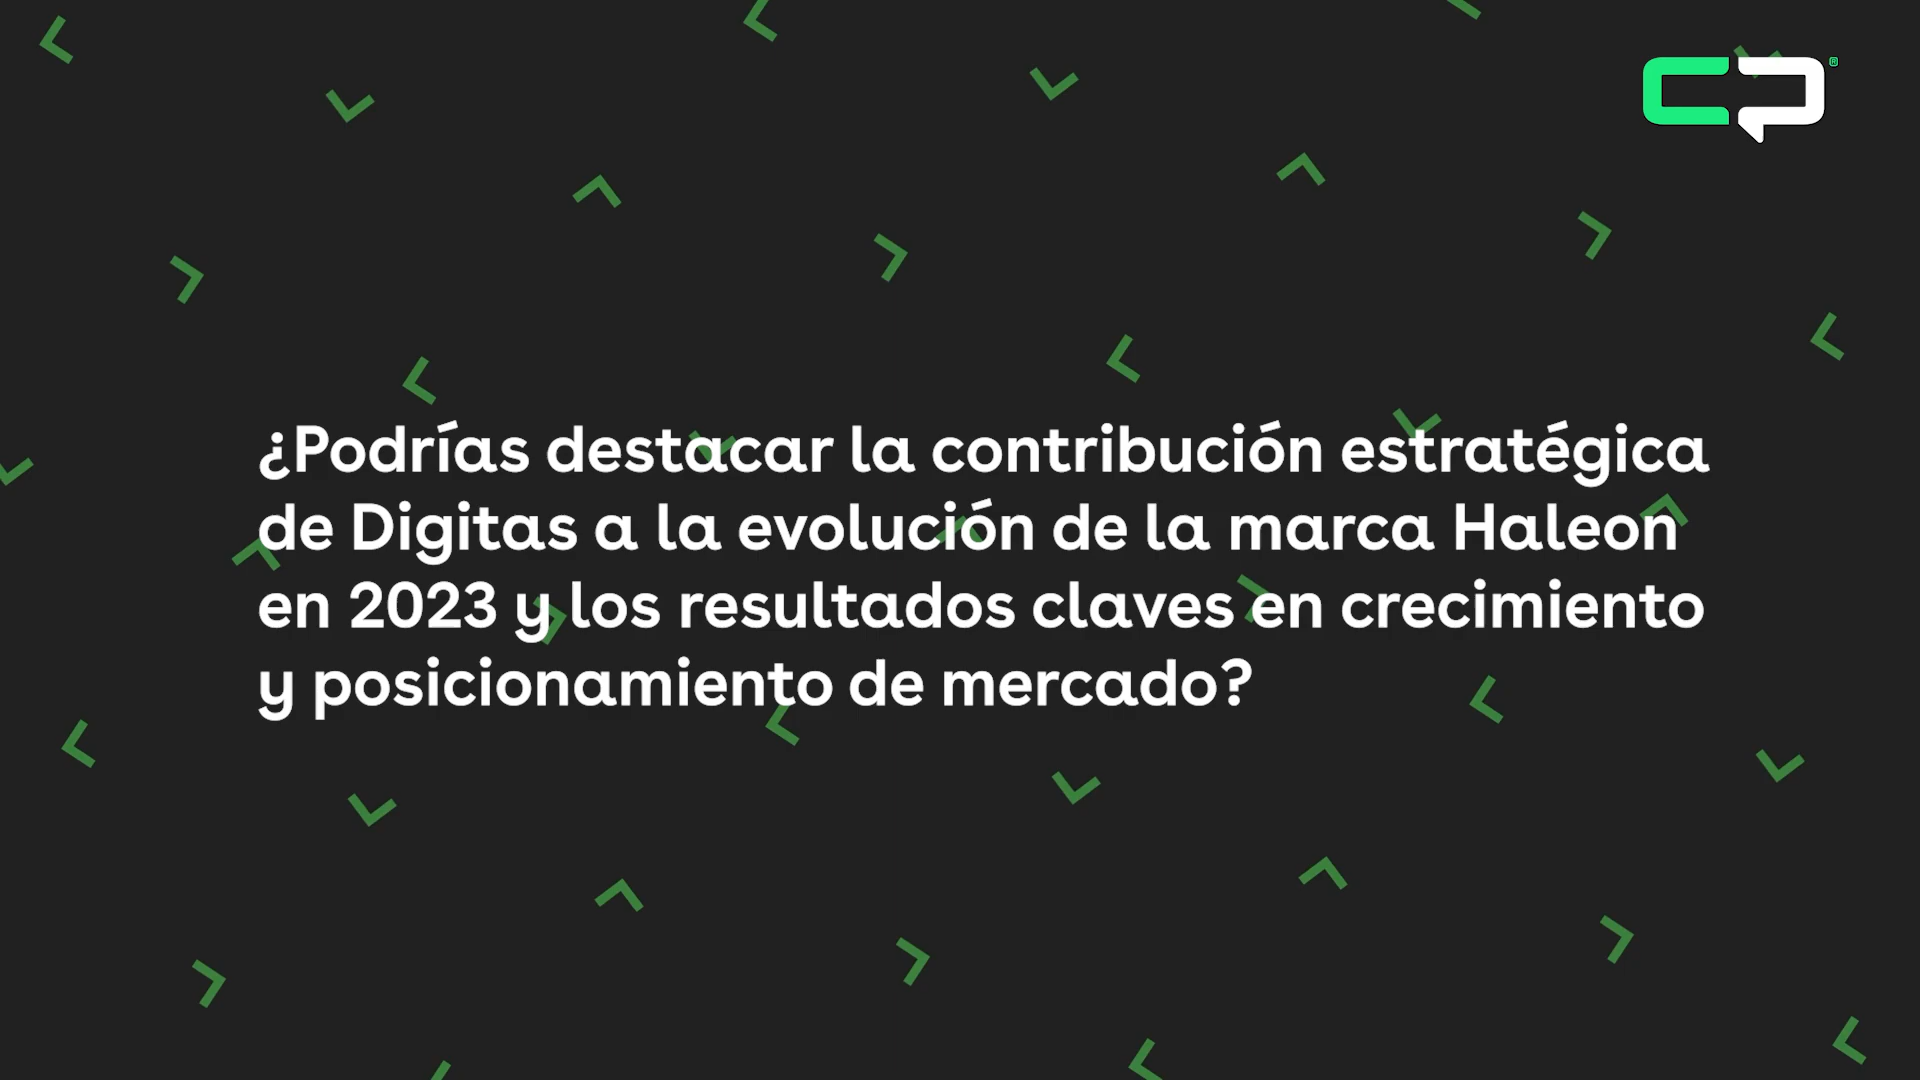 ¿Podrías destacar la contribución estratégica
de Digitas a la evolución de la marca Haleon
en 2023 y los resultados claves en crecimiento
y posicionamiento de mercado?